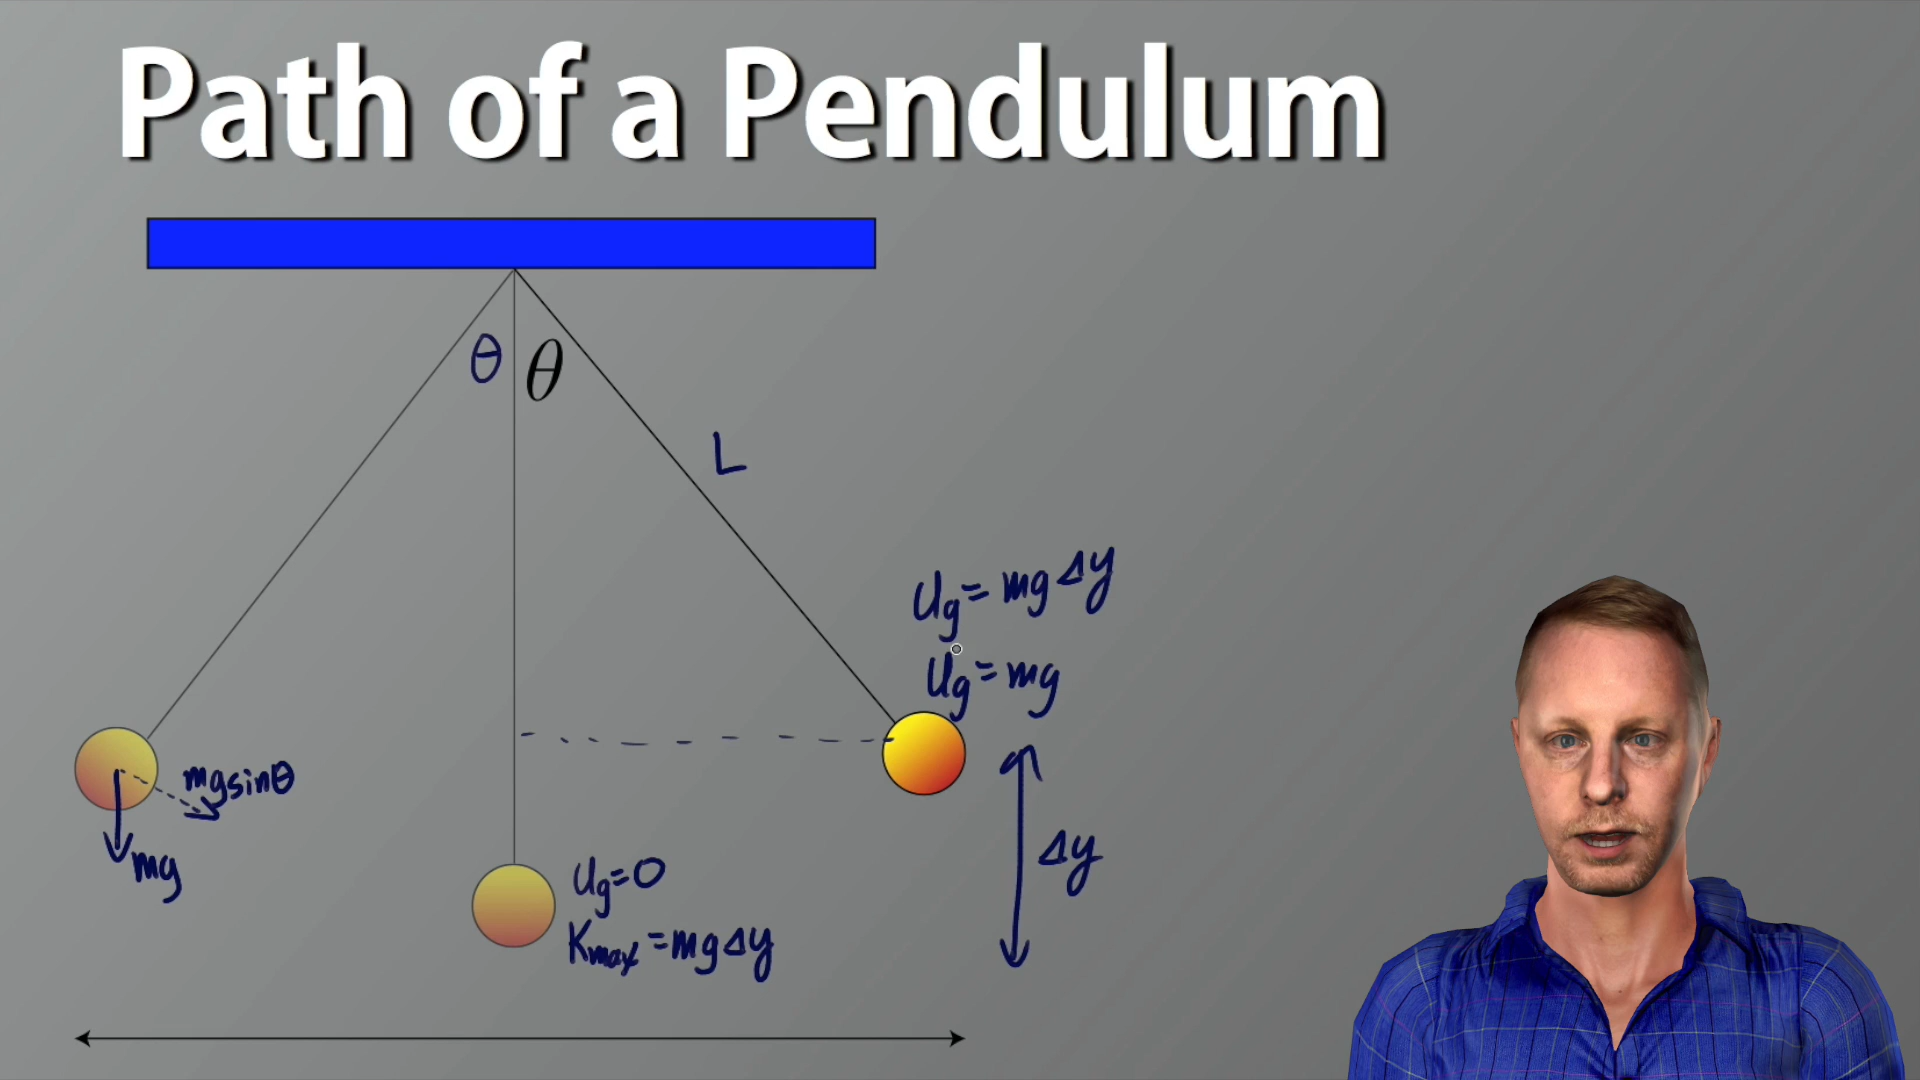 Path of a Pendulum
θ θ
L
Ug = mgΔy
Ug = mg
mgsinθ
mg
Δy
Ug=0
Kmax = mgΔy